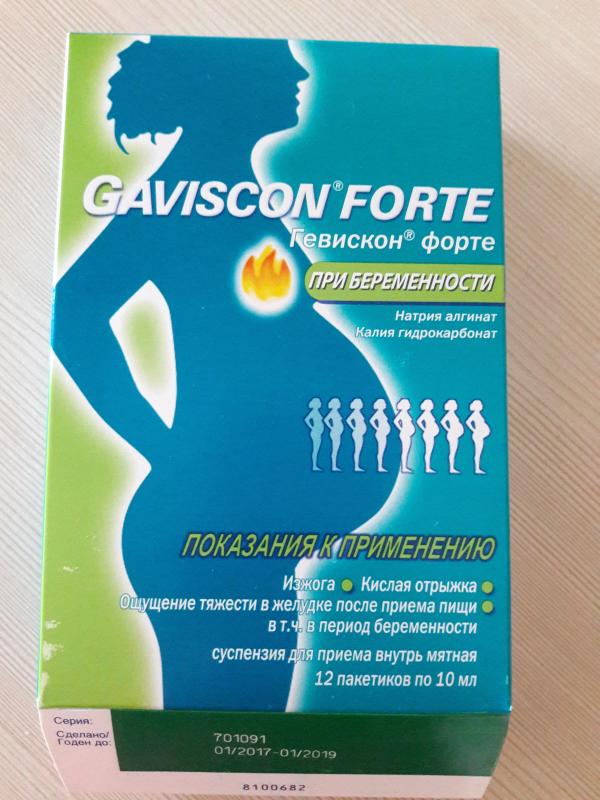 GAVISCON® FORTE
Гевискон® форте
ПРИ БЕРЕМЕННОСТИ
Натрия алгинат
Калия гидрокарбонат
ПОКАЗАНИЯ К ПРИМЕНЕНИЮ
Изжога • Кислая отрыжка •
Ощущение тяжести в желудке после приема пищи •
в т.ч. в период беременности
суспензия для приема внутрь мятная
12 пакетиков по 10 мл
Серия:
Сделано/
Годен до:
701091
01/2017-01/2019
8100682